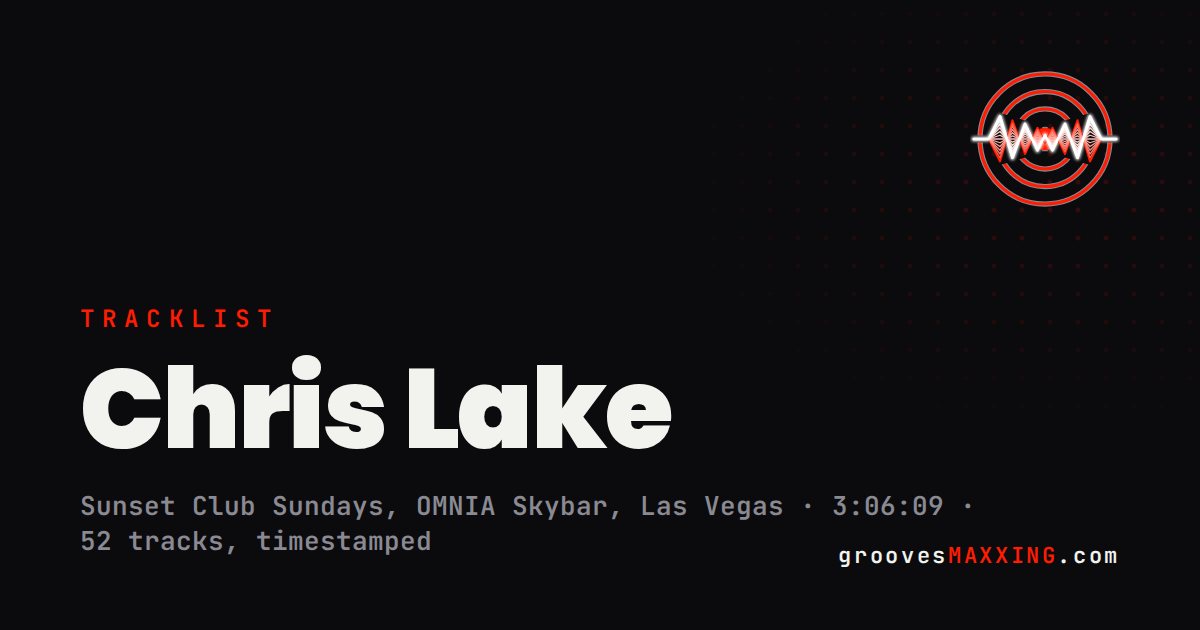 TRACKLIST
Chris Lake
Sunset Club Sundays, OMNIA Skybar, Las Vegas · 3:06:09 ·
52 tracks, timestamped
groovesMAXXING.com